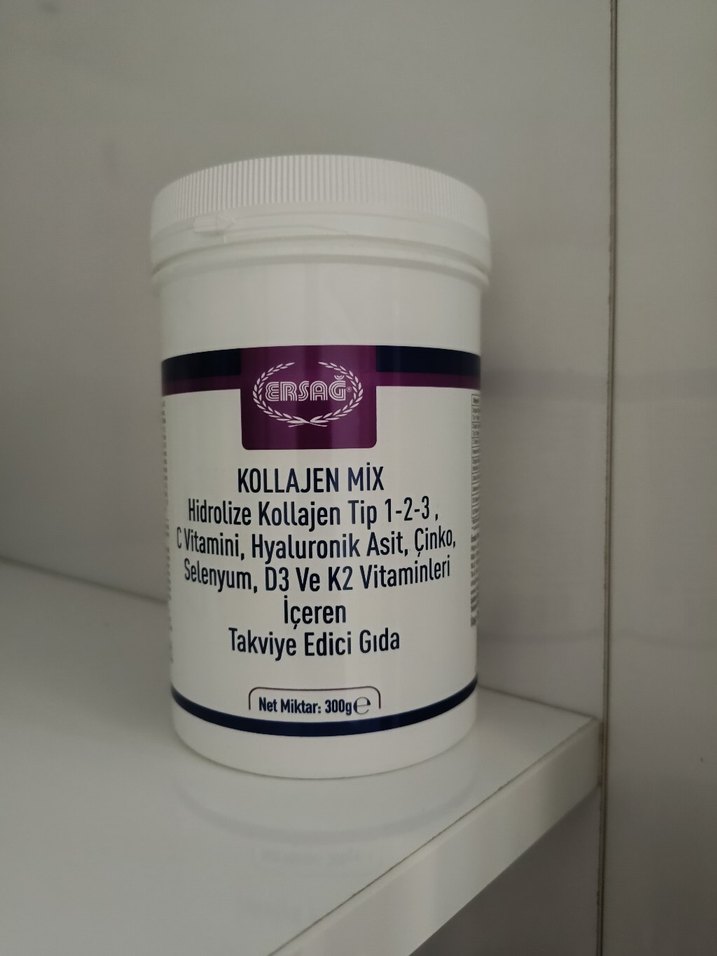 ERSAĞ
KOLLAJEN MİX
Hidrolize Kollajen Tip 1-2-3 ,
C Vitamini, Hyaluronik Asit, Çinko,
Selenyum, D3 Ve K2 Vitaminleri
İçeren
Takviye Edici Gıda
Net Miktar: 300g ℮